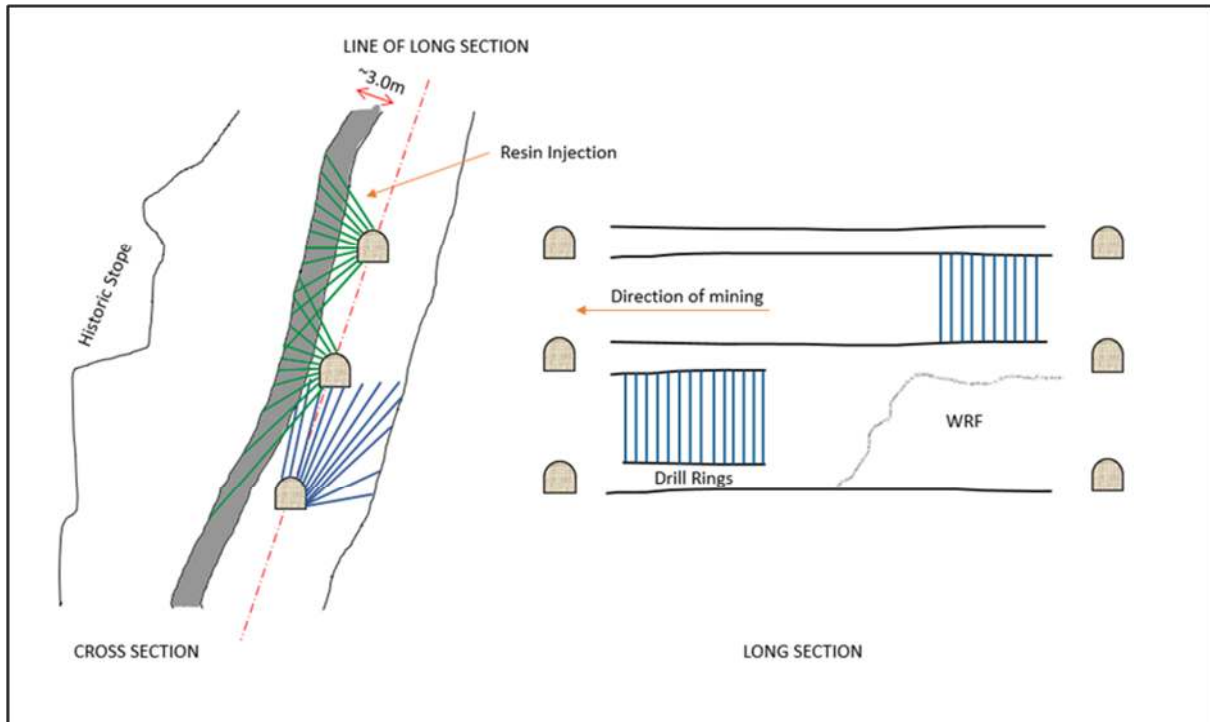 LINE OF LONG SECTION
~3.0m
Resin Injection
Historic Stope
Direction of mining
WRF
Drill Rings
CROSS SECTION
LONG SECTION